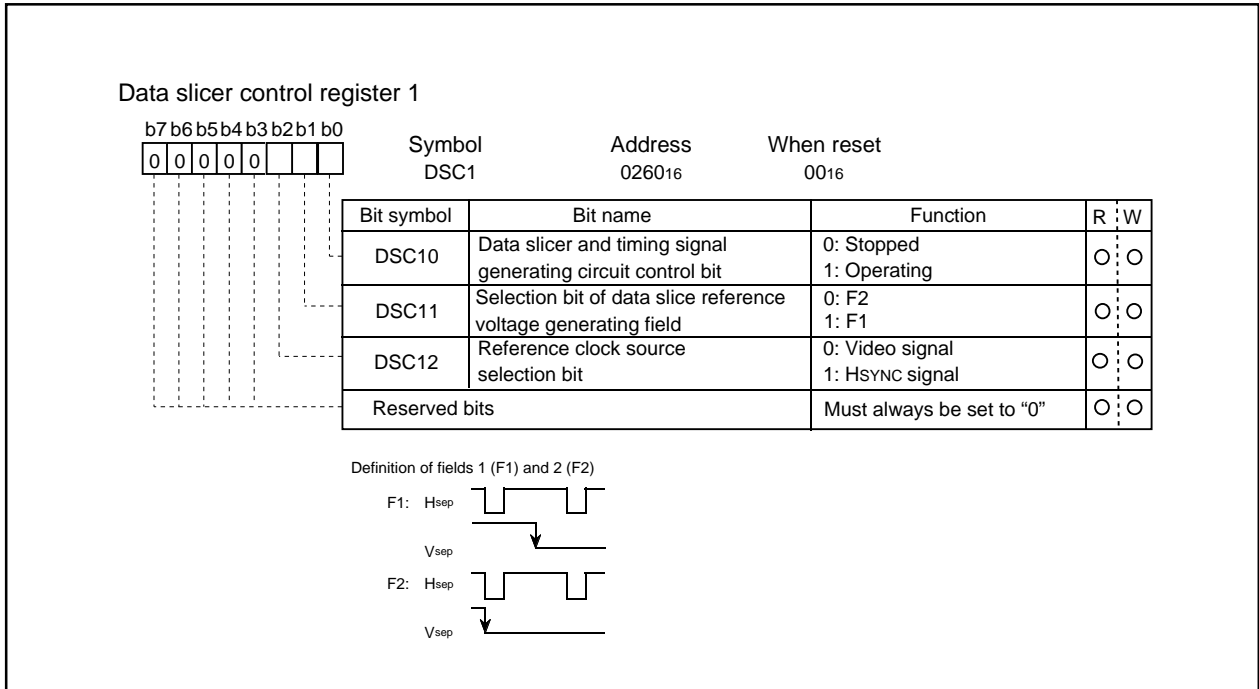 Data slicer control register 1
b7 b6 b5 b4 b3 b2 b1 b0
0 0 0 0 0
Symbol Address When reset
DSC1 026016 0016
Bit symbol Bit name Function R W
DSC10 Data slicer and timing signal generating circuit control bit 0: Stopped 1: Operating O O
DSC11 Selection bit of data slice reference voltage generating field 0: F2 1: F1 O O
DSC12 Reference clock source selection bit 0: Video signal 1: HSYNC signal O O
Reserved bits Must always be set to “0” O O
Definition of fields 1 (F1) and 2 (F2)
F1: Hsep
Vsep
F2: Hsep
Vsep